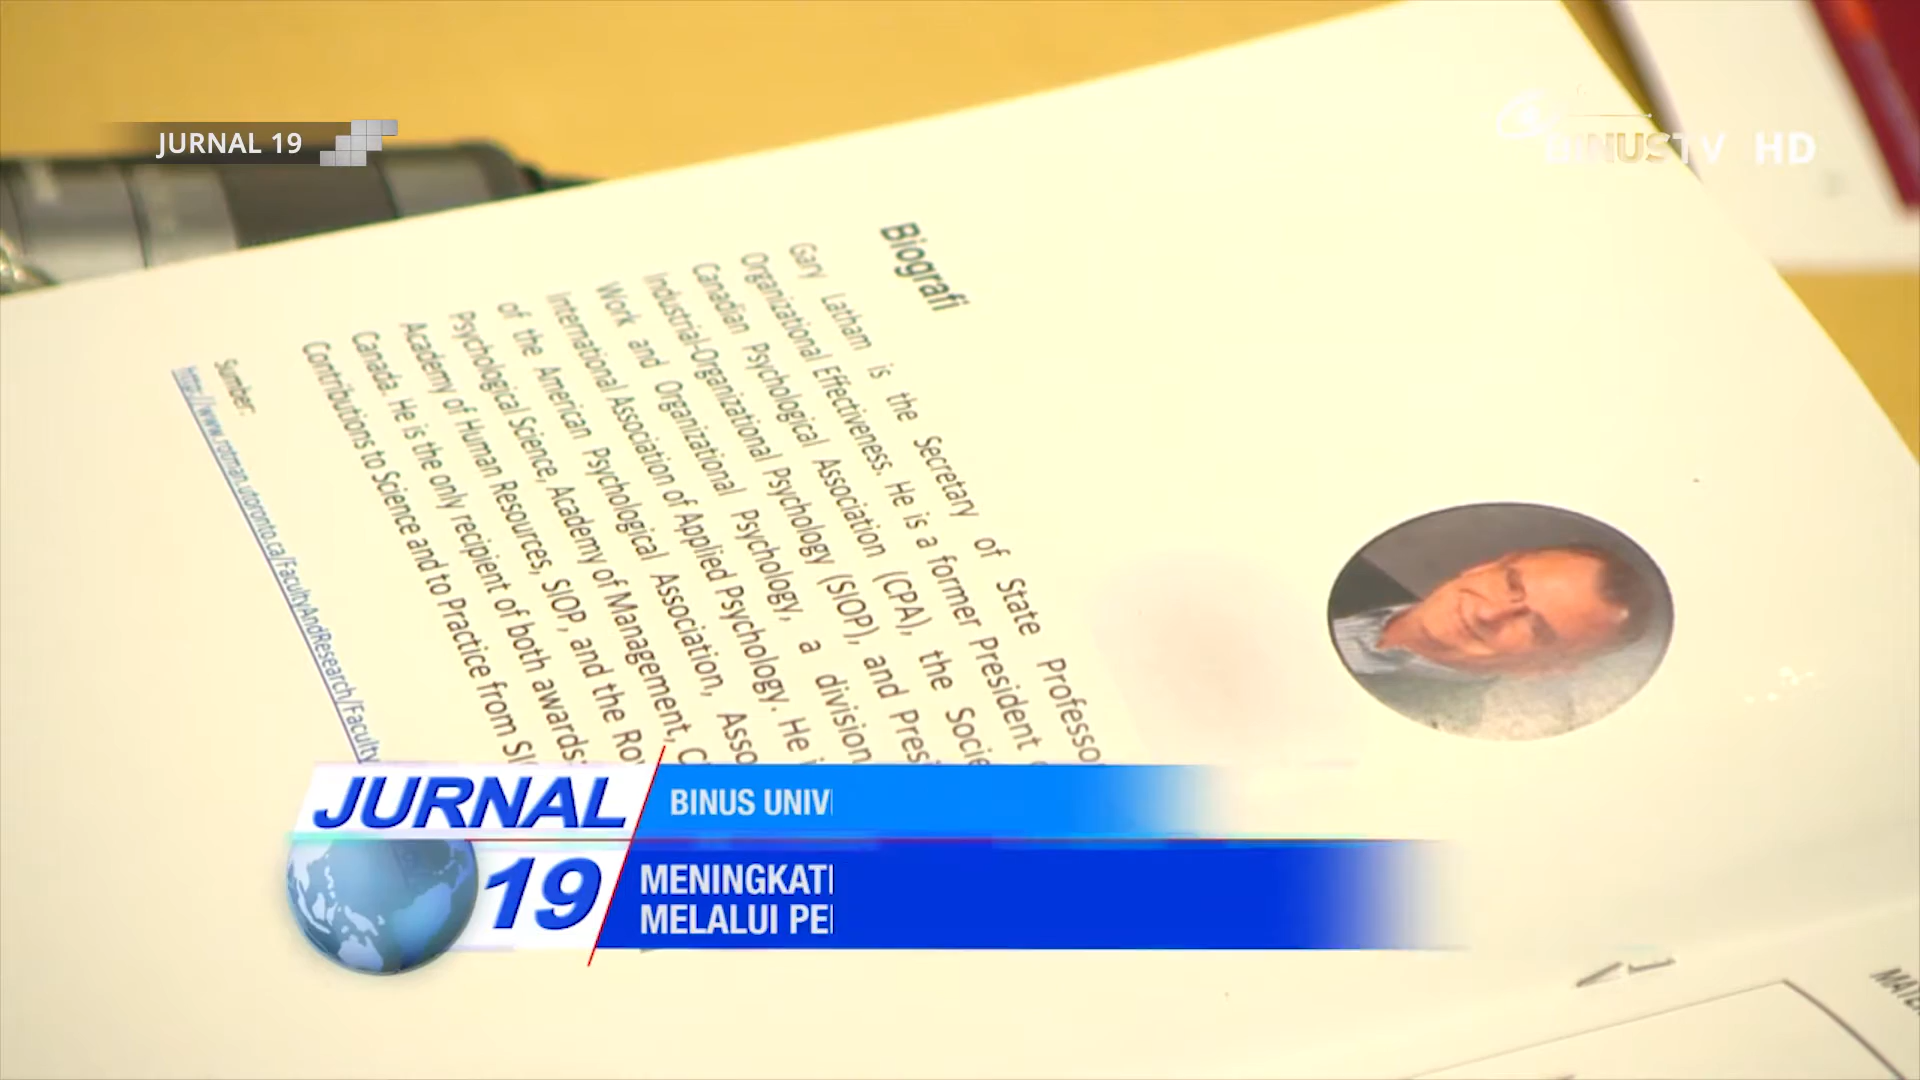 JURNAL 19
BINUSTV HD
Biografi
Gary Latham is the Secretary of State Professo
Organizational Effectiveness. He is a former President
Canadian Psychological Association (CPA), the Socie
Industrial-Organizational Psychology (SIOP), and Presi
Work and Organizational Psychology, a division
International Association of Applied Psychology. He i
of the American Psychological Association, Asso
Psychological Science, Academy of Management, C
Academy of Human Resources, SIOP, and the Ro
Canada. He is the only recipient of both awards:
Contributions to Science and to Practice from SI
Sumber:
http://www.rotman.utoronto.ca/FacultyAndResearch/Faculty
JURNAL
19
BINUS UNIV
MENINGKAT
MELALUI PE